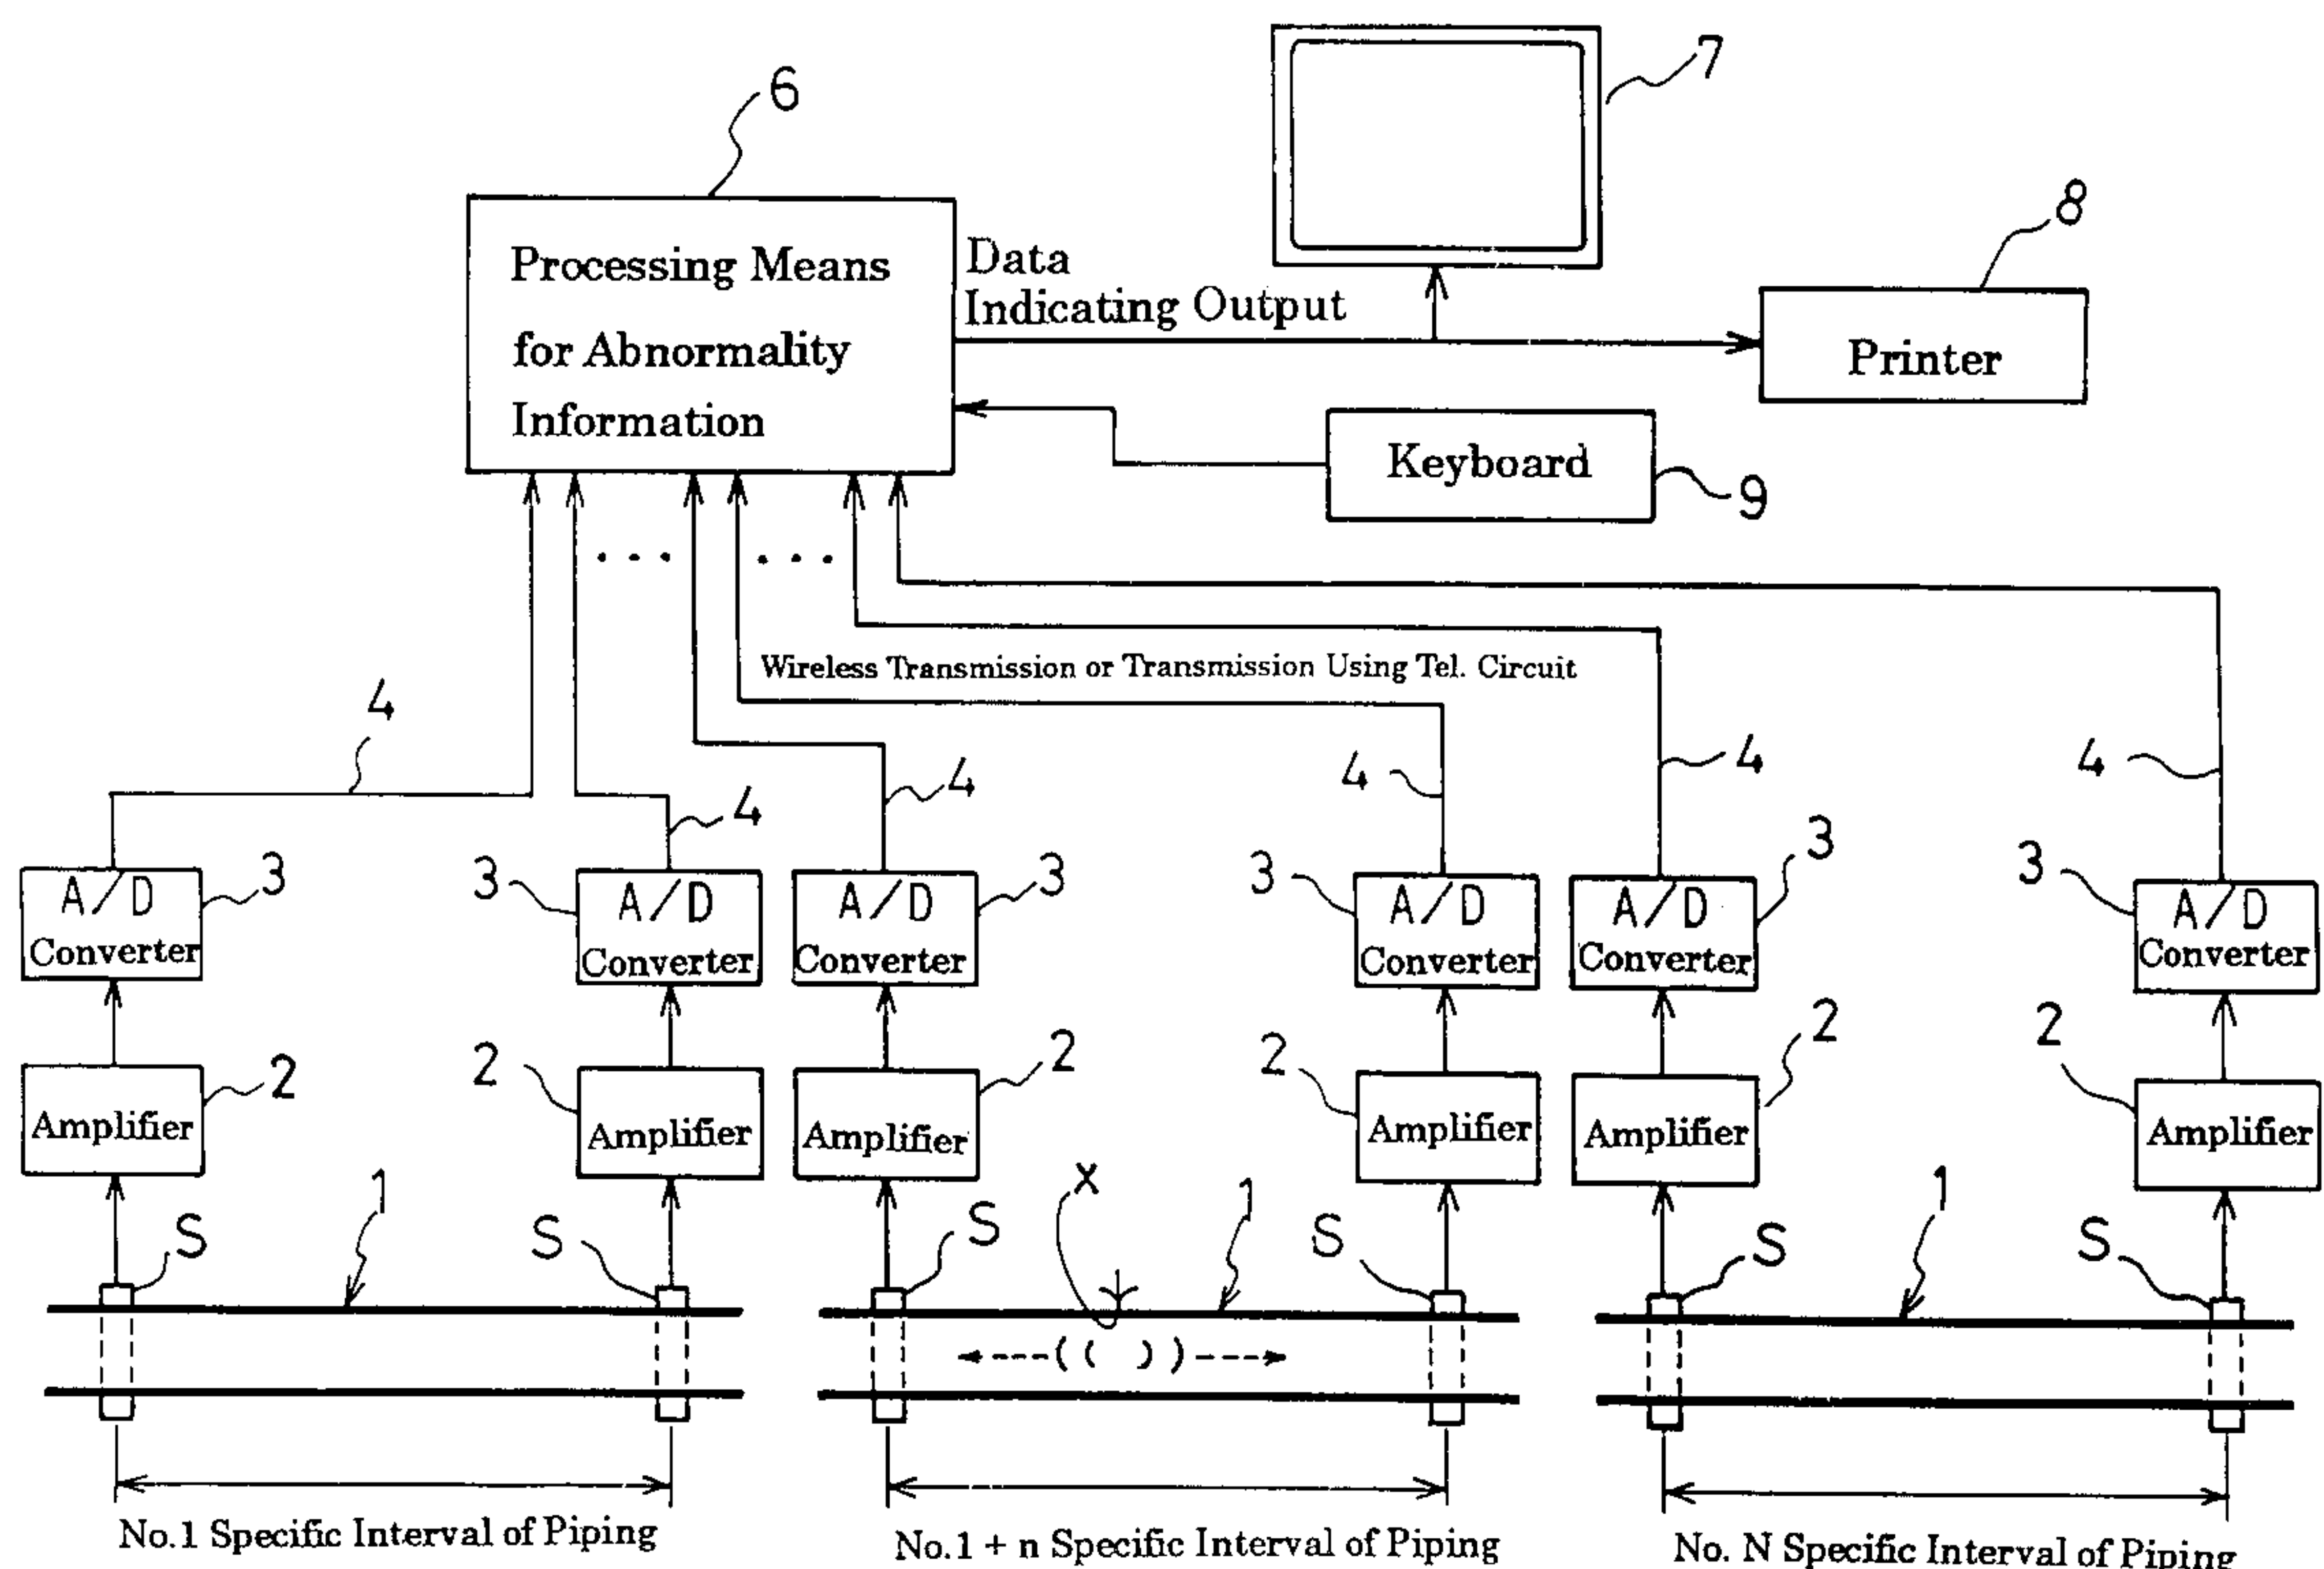 6
7
8
Processing Means
for Abnormality
Information
Data
Indicating Output
Printer
Keyboard
9
. . . . . .
Wireless Transmission or Transmission Using Tel. Circuit
4 4 4 4 4 4
3 3 3 3 3 3
A/D A/D A/D A/D A/D A/D
Converter Converter Converter Converter Converter Converter
2 2 2 2 2 2
Amplifier Amplifier Amplifier Amplifier Amplifier Amplifier
S 1 S S X 1 S S 1 S
No.1 Specific Interval of Piping
No.1 + n Specific Interval of Piping
No. N Specific Interval of Piping